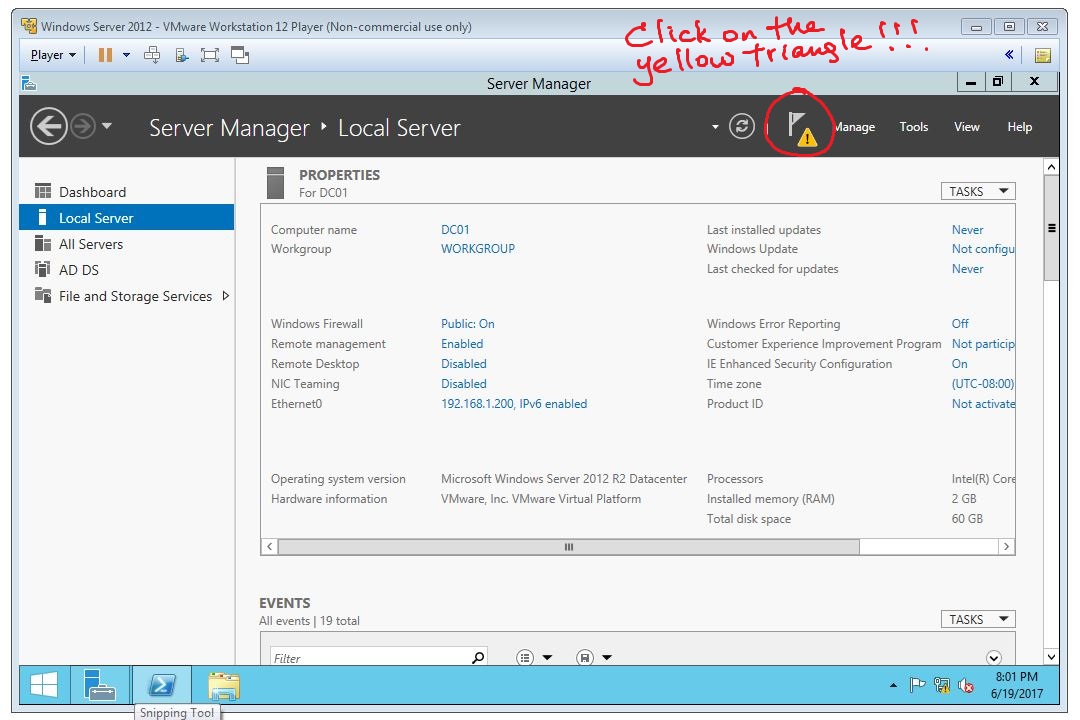 Windows Server 2012 - VMware Workstation 12 Player (Non-commercial use only)
Click on the
yellow triangle!!!
Player
Server Manager
Server Manager Local Server
Manage Tools View Help
Dashboard
Local Server
All Servers
AD DS
File and Storage Services
PROPERTIES
For DC01
TASKS
Computer name DC01 Last installed updates Never
Workgroup WORKGROUP Windows Update Not configu
Last checked for updates Never
Windows Firewall Public: On Windows Error Reporting Off
Remote management Enabled Customer Experience Improvement Program Not particip
Remote Desktop Disabled IE Enhanced Security Configuration On
NIC Teaming Disabled Time zone (UTC-08:00)
Ethernet0 192.168.1.200, IPv6 enabled Product ID Not activate
Operating system version Microsoft Windows Server 2012 R2 Datacenter Processors Intel(R) Core
Hardware information VMware, Inc. VMware Virtual Platform Installed memory (RAM) 2 GB
Total disk space 60 GB
EVENTS
All events | 19 total
TASKS
Filter
8:01 PM
6/19/2017
Snipping Tool